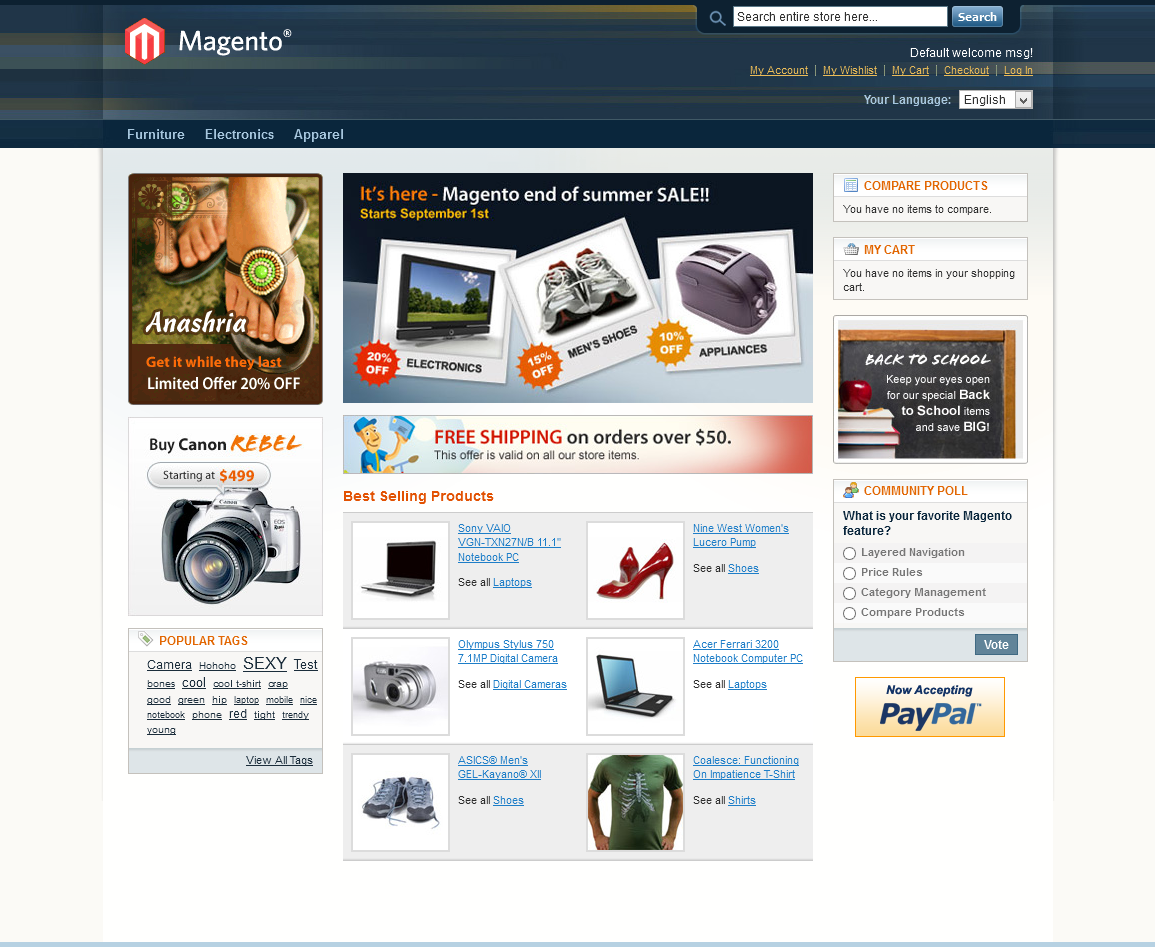 Magento®
Search entire store here...
Search
Default welcome msg!
My Account | My Wishlist | My Cart | Checkout | Log In
Your Language: English
Furniture Electronics Apparel
Anashria
Get it while they last
Limited Offer 20% OFF
Buy Canon REBEL
Starting at $499
Canon
EOS
POPULAR TAGS
Camera Hohoho SEXY Test
bones cool cool t-shirt crap
good green hip laptop mobile nice
notebook phone red tight trendy
young
View All Tags
It's here - Magento end of summer SALE!!
Starts September 1st
20% OFF
ELECTRONICS
15% OFF
MEN'S SHOES
10% OFF
APPLIANCES
FREE SHIPPING on orders over $50.
This offer is valid on all our store items.
Best Selling Products
Sony VAIO
VGN-TXN27N/B 11.1"
Notebook PC
See all Laptops
Nine West Women's
Lucero Pump
See all Shoes
Olympus Stylus 750
7.1MP Digital Camera
See all Digital Cameras
Acer Ferrari 3200
Notebook Computer PC
See all Laptops
ASICS® Men's
GEL-Kayano® XII
See all Shoes
Coalesce: Functioning
On Impatience T-Shirt
See all Shirts
COMPARE PRODUCTS
You have no items to compare.
MY CART
You have no items in your shopping
cart.
BACK TO SCHOOL
Keep your eyes open
for our special Back
to School items
and save BIG!
COMMUNITY POLL
What is your favorite Magento
feature?
Layered Navigation
Price Rules
Category Management
Compare Products
Vote
Now Accepting
PayPal™